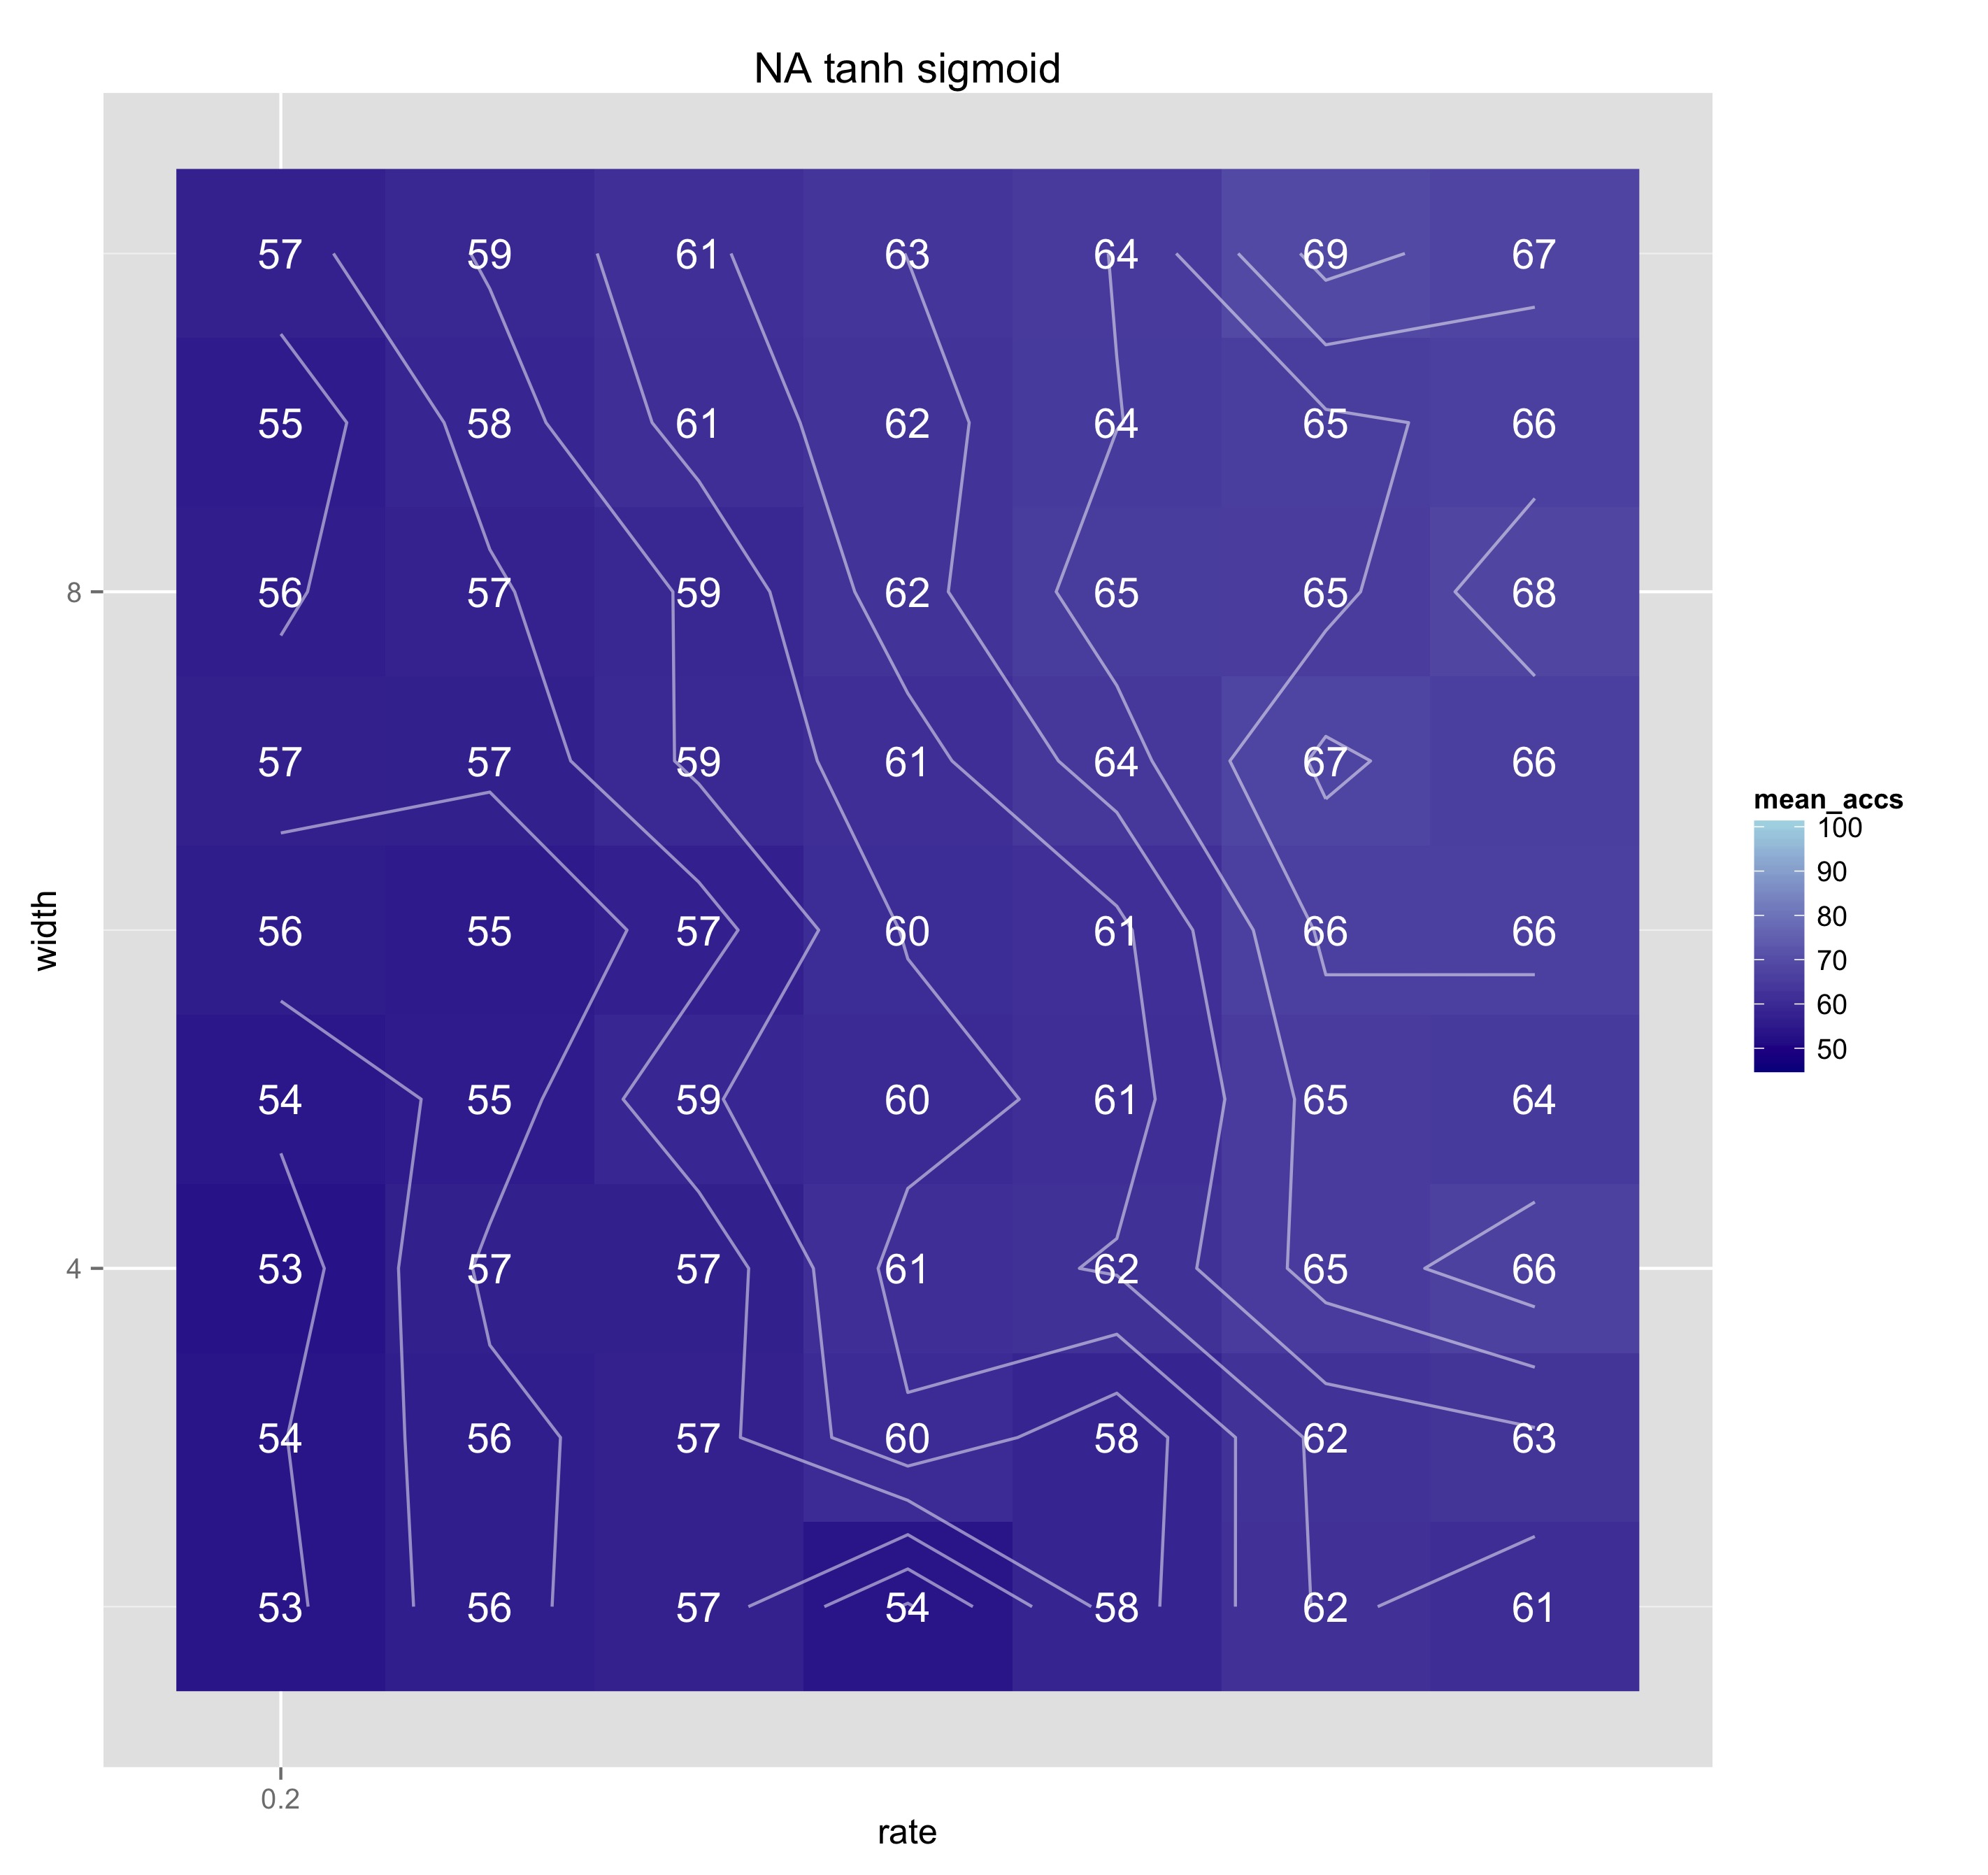 NA tanh sigmoid
57 59 61 63 64 69 67
55 58 61 62 64 65 66
8 56 57 59 62 65 65 68
57 57 59 61 64 67 66
mean_accs
100
90
80
70
60
50
width
56 55 57 60 61 66 66
54 55 59 60 61 65 64
4 53 57 57 61 62 65 66
54 56 57 60 58 62 63
53 56 57 54 58 62 61
0.2
rate